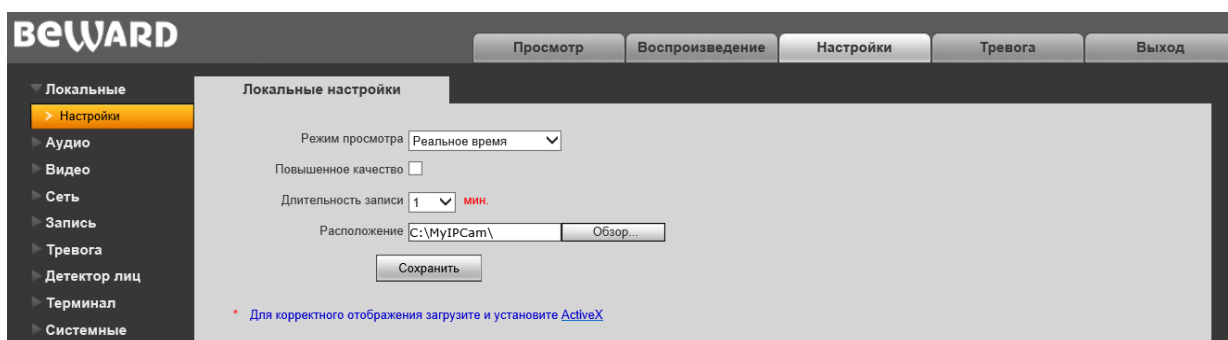 BEWARD
Просмотр Воспроизведение Настройки Тревога Выход
Локальные
Настройки
Аудио
Видео
Сеть
Запись
Тревога
Детектор лиц
Терминал
Системные
Локальные настройки
Режим просмотра Реальное время
Повышенное качество
Длительность записи 1 мин.
Расположение C:\MyIPCam\ Обзор...
Сохранить
* Для корректного отображения загрузите и установите ActiveX